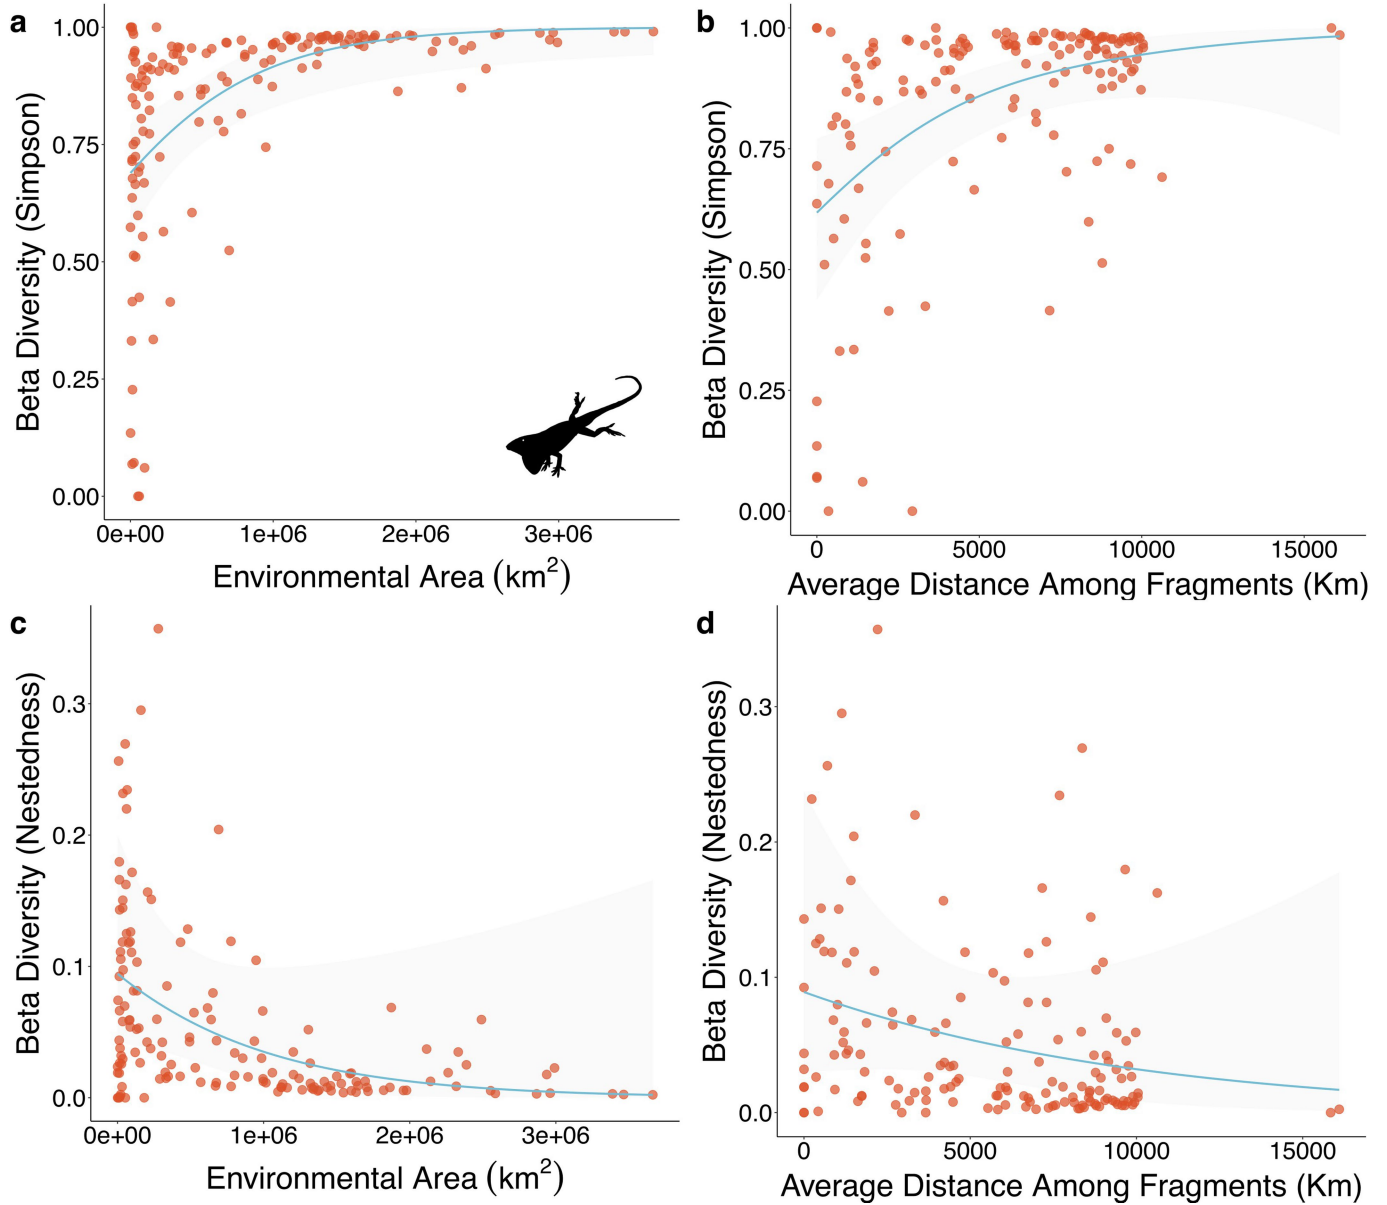 a
1.00
0.75
0.50
0.25
0.00
Beta Diversity (Simpson)
0e+00 1e+06 2e+06 3e+06
Environmental Area (km²)
b
1.00
0.75
0.50
0.25
0.00
Beta Diversity (Simpson)
0 5000 10000 15000
Average Distance Among Fragments (Km)
c
0.3
0.2
0.1
0.0
Beta Diversity (Nestedness)
0e+00 1e+06 2e+06 3e+06
Environmental Area (km²)
d
0.3
0.2
0.1
0.0
Beta Diversity (Nestedness)
0 5000 10000 15000
Average Distance Among Fragments (Km)